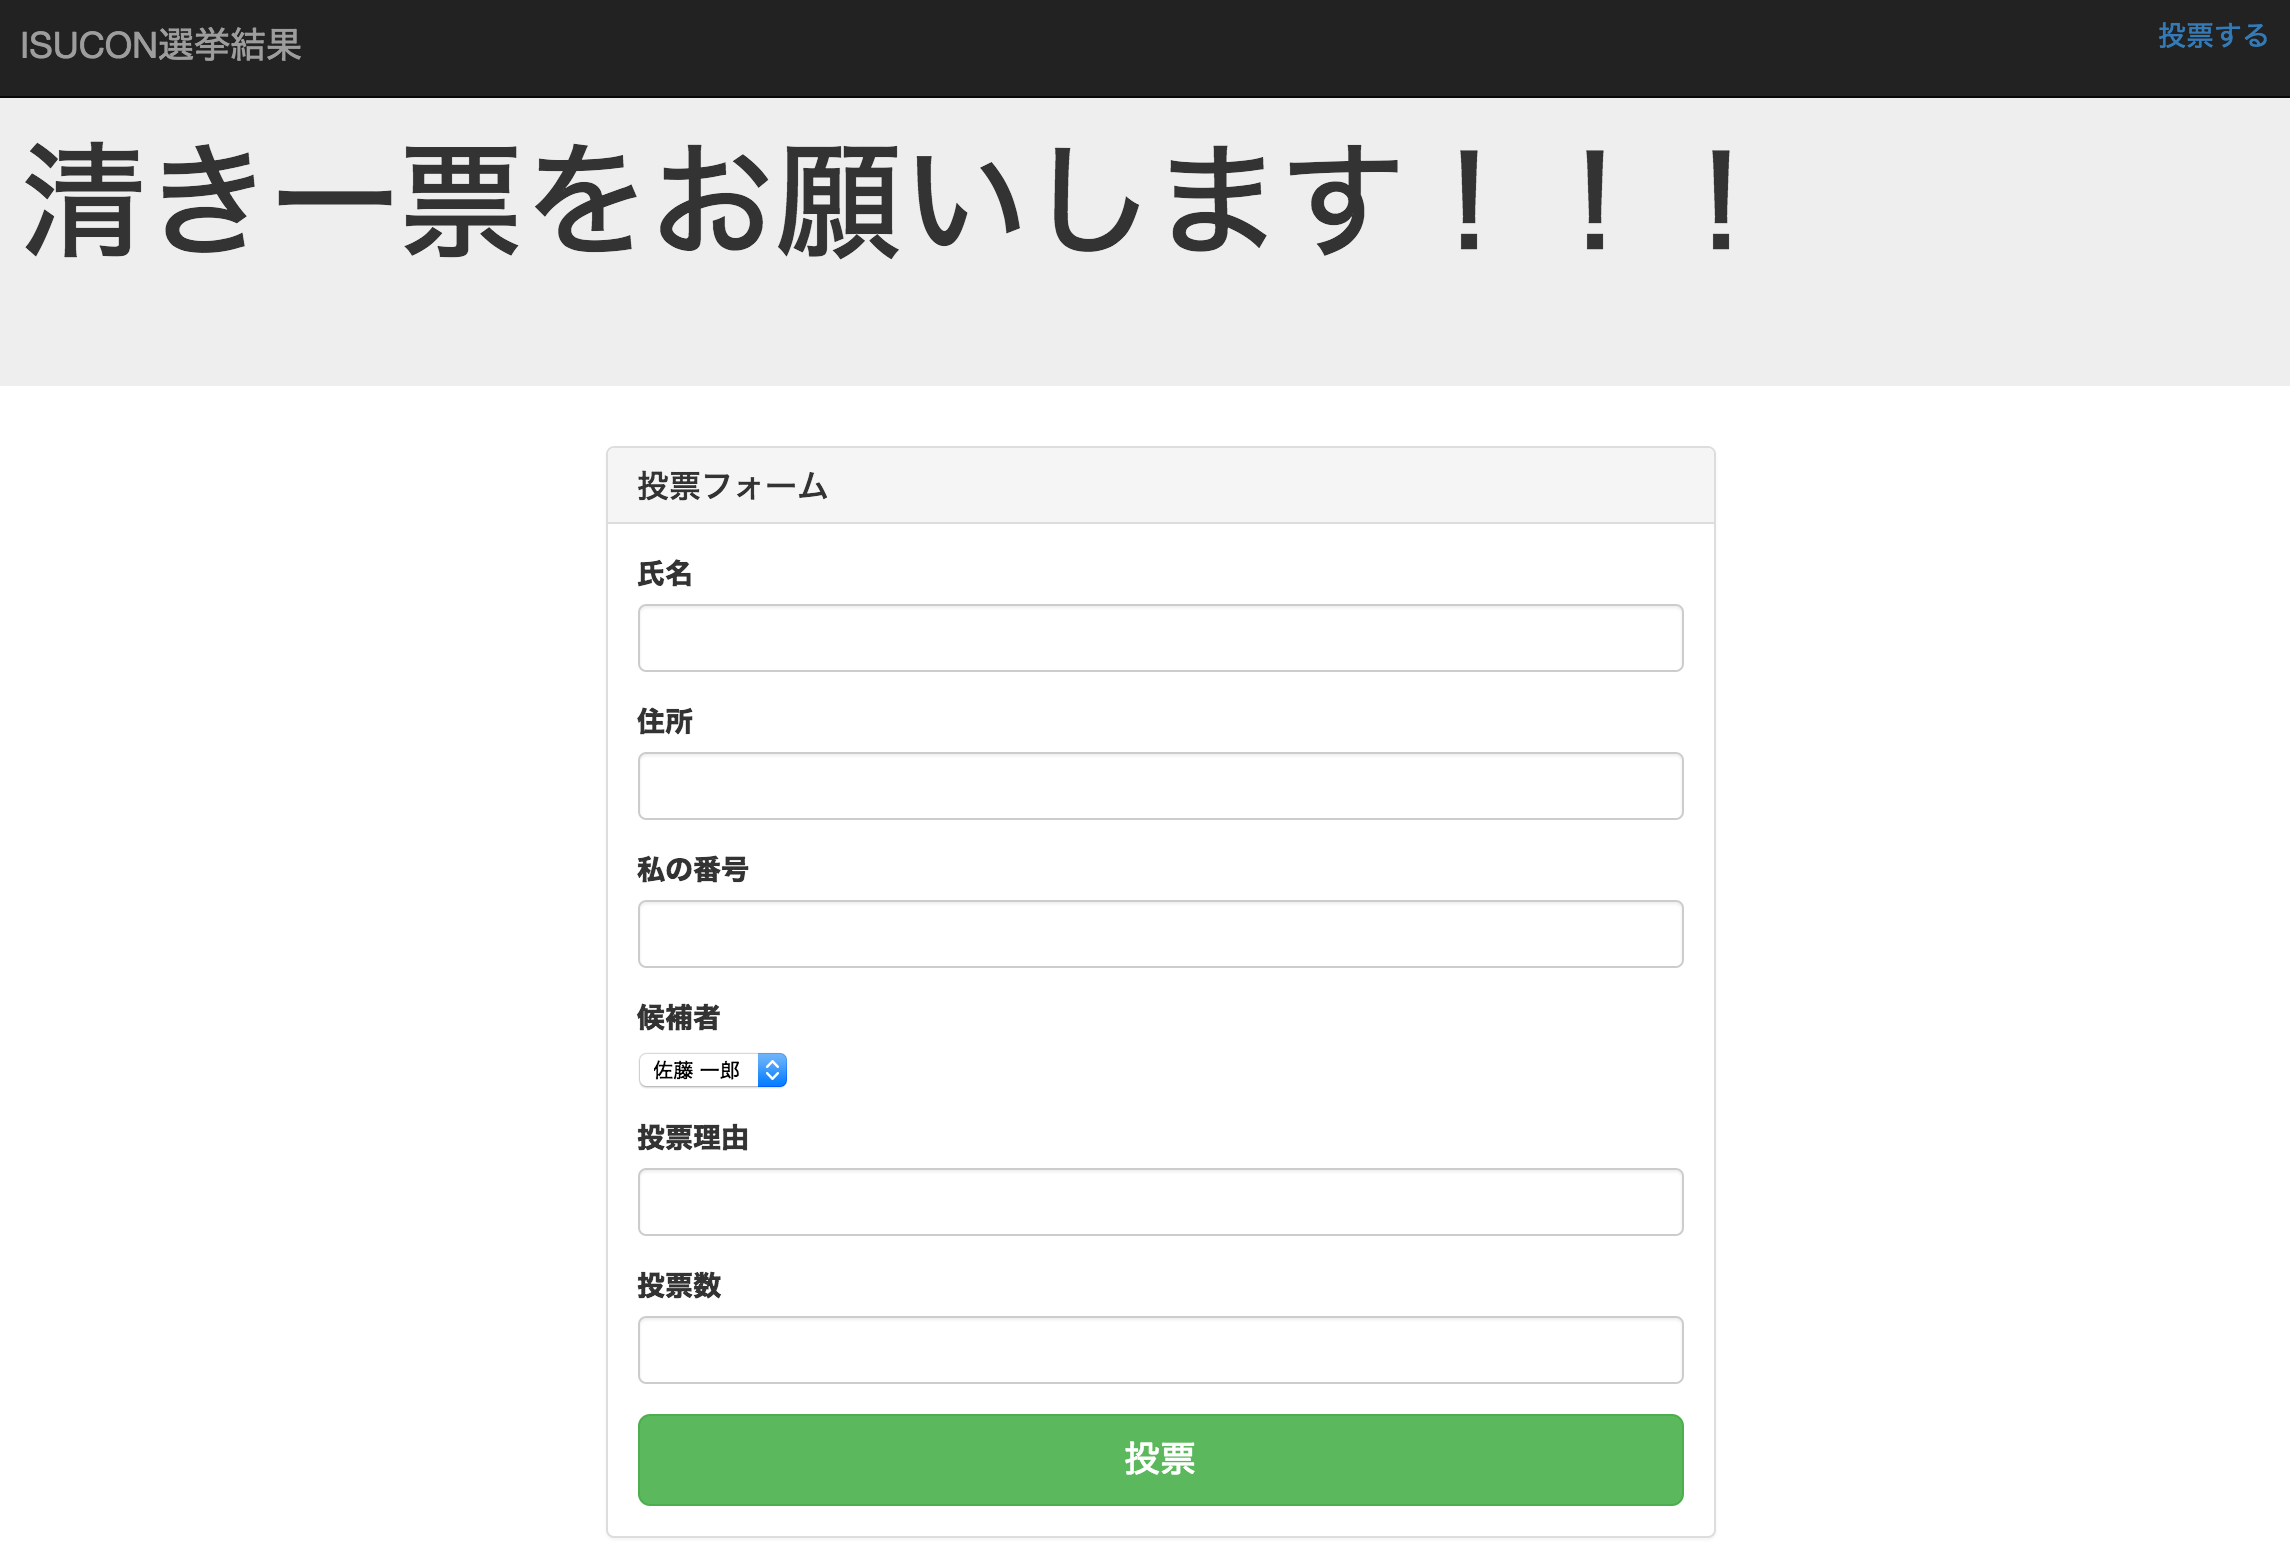 ISUCON選挙結果
投票する
清き一票をお願いします！！！
投票フォーム
氏名
住所
私の番号
候補者
佐藤 一郎
投票理由
投票数
投票